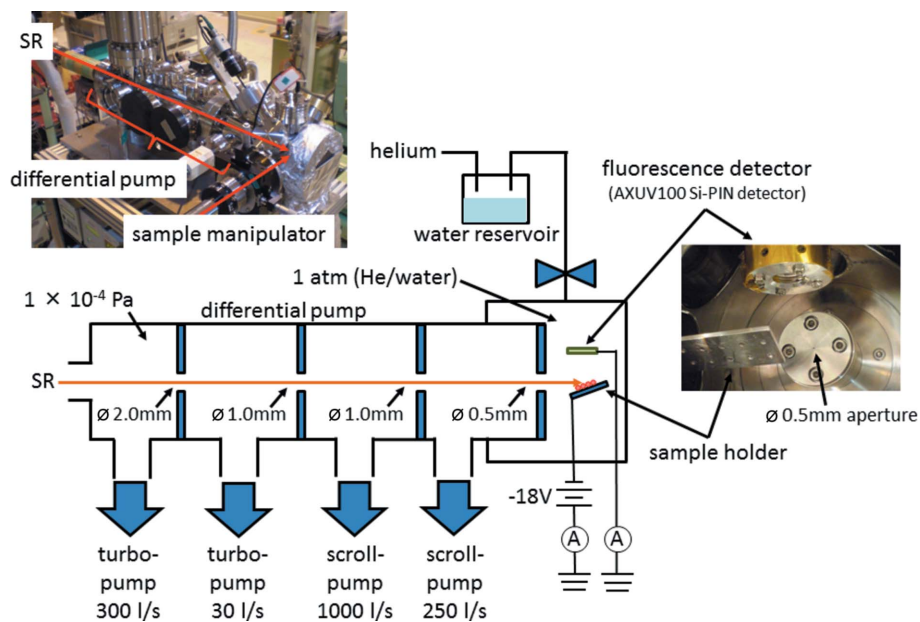 SR
differential pump
sample manipulator
helium
water reservoir
fluorescence detector
(AXUV100 Si-PIN detector)
1 atm (He/water)
1 × 10⁻⁴ Pa
differential pump
SR
ø 2.0mm
ø 1.0mm
ø 1.0mm
ø 0.5mm
ø 0.5mm aperture
sample holder
-18V
A
A
turbo-
pump
300 l/s
turbo-
pump
30 l/s
scroll-
pump
1000 l/s
scroll-
pump
250 l/s